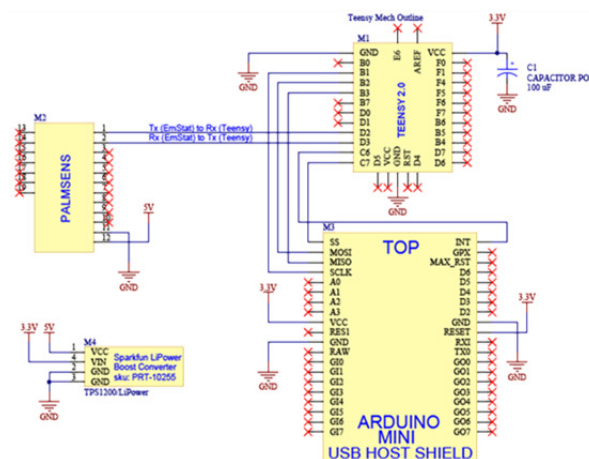 Teensy Mech Outline
3.3V
M1
GND
B0
B1
B2
B3
B7
D0
D1
D2
D3
C6
C7
E6
AREF
TEENSY 2.0
VCC
F0
F1
F4
F5
F6
F7
B6
B5
B4
D7
D6
D5
VCC
GND
RST
D4
GND
GND
C1
CAPACITOR PO
100 uF
GND
M2
PALMSENS
13
1
2
3
4
5
6
7
8
9
10
11
12
Tx (EmStat) to Rx (Teensy)
Rx (EmStat) to Tx (Teensy)
5V
GND
M3
TOP
SS
MOSI
MISO
SCLK
A0
A1
A2
A3
VCC
RES1
GND
RAW
GI0
GI1
GI2
GI3
GI4
GI5
GI6
GI7
INT
GPX
MAX_RST
D6
D5
D4
D3
D2
GND
RESET
RXI
TX0
GO0
GO1
GO2
GO3
GO4
GO5
GO6
GO7
3.3V
3.3V
GND
GND
ARDUINO
MINI
USB HOST SHIELD
3.3V
5V
M4
1
4
2
3
VCC
VIN
GND
GND
Sparkfun LiPower
Boost Converter
sku: PRT-10255
TPS1200/LiPower
GND